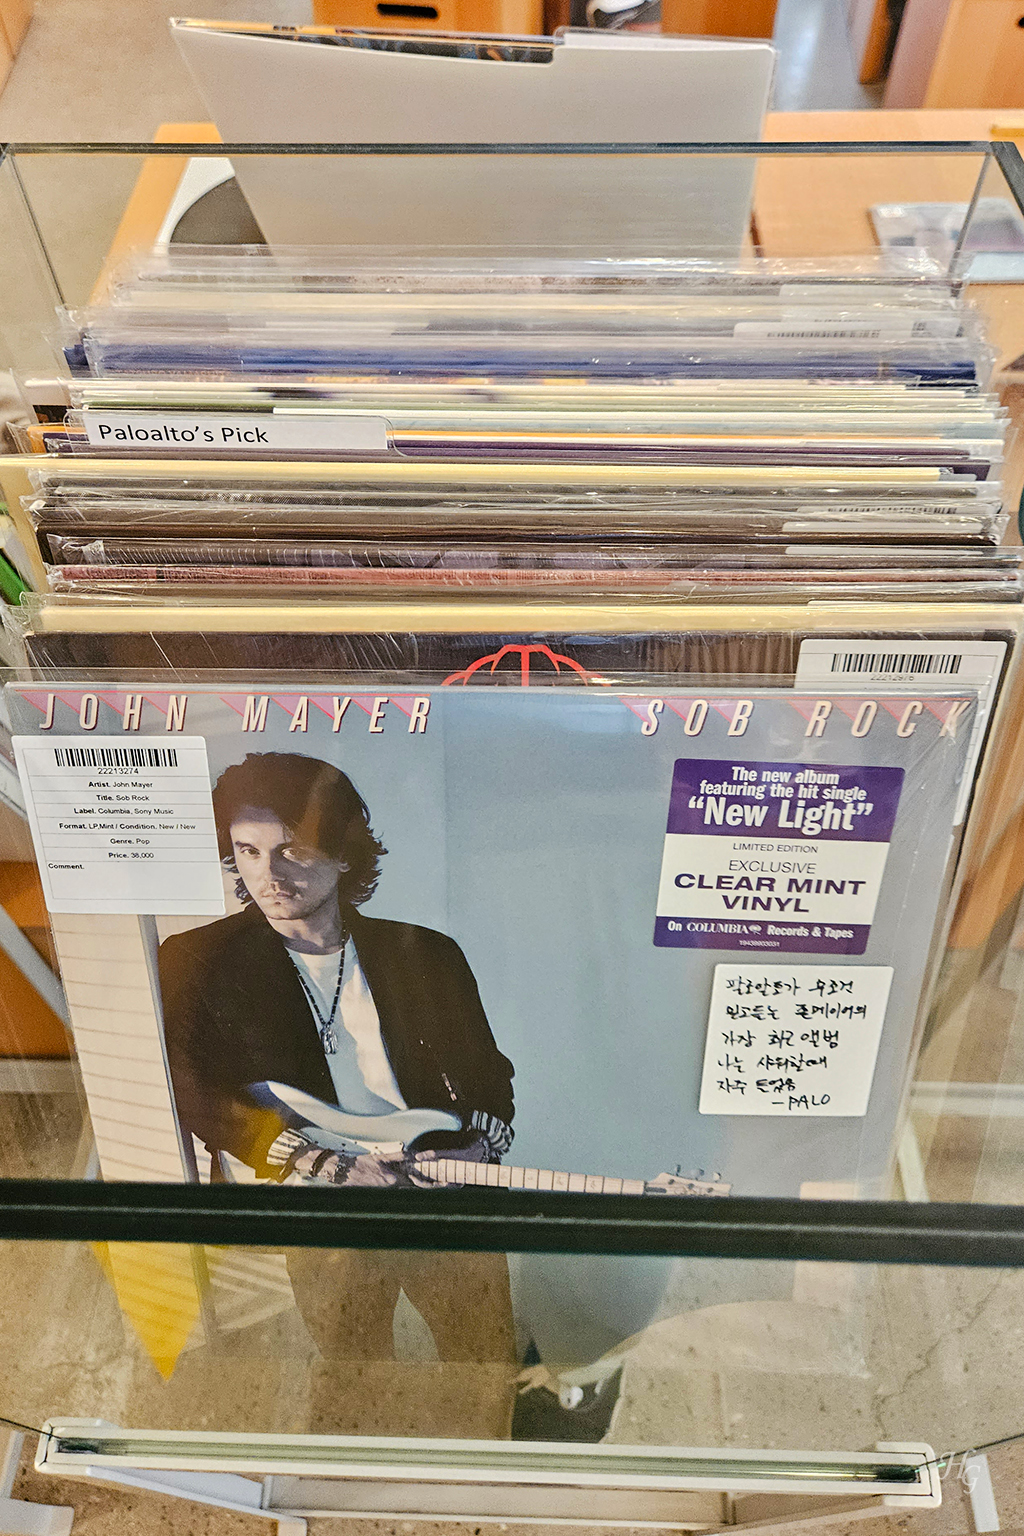 Paloalto's Pick
22212976
JOHN MAYER SOB ROCK
22213274
Artist. John Mayer
Title. Sob Rock
Label. Columbia, Sony Music
Format. LP,Mint / Condition. New / New
Genre. Pop
Price. 38,000
Comment.
The new album
featuring the hit single
“New Light”
LIMITED EDITION
EXCLUSIVE
CLEAR MINT
VINYL
On COLUMBIA Records & Tapes
19439903031
팔로알토가 무조건
믿고듣는 존메이어의
가장 최근 앨범
나는 샤워할때
자주 틀었음
-PALO
HG